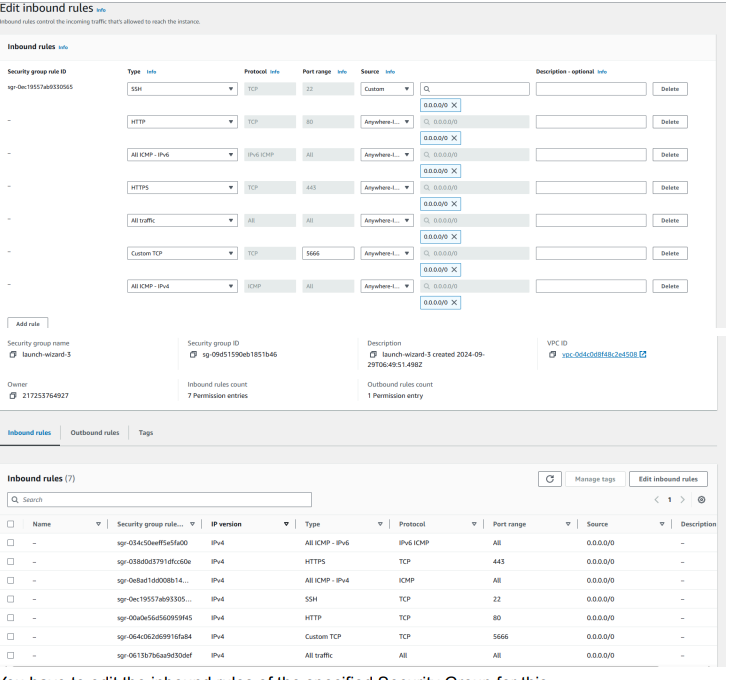 Edit inbound rules Info
Inbound rules control the incoming traffic that's allowed to reach the instance.
Inbound rules Info
Security group rule ID Type Info Protocol Info Port range Info Source Info Description - optional Info
sgr-0ec19557ab9330565 SSH TCP 22 Custom Delete
0.0.0.0/0
– HTTP TCP 80 Anywhere-I... 0.0.0.0/0 Delete
0.0.0.0/0
– All ICMP - IPv6 IPv6 ICMP All Anywhere-I... 0.0.0.0/0 Delete
0.0.0.0/0
– HTTPS TCP 443 Anywhere-I... 0.0.0.0/0 Delete
0.0.0.0/0
– All traffic All All Anywhere-I... 0.0.0.0/0 Delete
0.0.0.0/0
– Custom TCP TCP 5666 Anywhere-I... 0.0.0.0/0 Delete
0.0.0.0/0
– All ICMP - IPv4 ICMP All Anywhere-I... 0.0.0.0/0 Delete
0.0.0.0/0
Add rule
Security group name Security group ID Description VPC ID
launch-wizard-3 sg-09d51590eb1851b46 launch-wizard-3 created 2024-09-29T06:49:51.498Z vpc-0d4c0d8f48c2e4508
Owner Inbound rules count Outbound rules count
217253764927 7 Permission entries 1 Permission entry
Inbound rules Outbound rules Tags
Inbound rules (7) Manage tags Edit inbound rules
Search 1
Name Security group rule... IP version Type Protocol Port range Source Description
– sgr-034c50eeff5e5fa00 IPv4 All ICMP - IPv6 IPv6 ICMP All 0.0.0.0/0 –
– sgr-038d0d3791dfcc60e IPv4 HTTPS TCP 443 0.0.0.0/0 –
– sgr-0e8ad1dd008b14... IPv4 All ICMP - IPv4 ICMP All 0.0.0.0/0 –
– sgr-0ec19557ab93305... IPv4 SSH TCP 22 0.0.0.0/0 –
– sgr-00a0e56d560959f45 IPv4 HTTP TCP 80 0.0.0.0/0 –
– sgr-064c062d69916fa84 IPv4 Custom TCP TCP 5666 0.0.0.0/0 –
– sgr-0613b7b6aa9d30def IPv4 All traffic All All 0.0.0.0/0 –
You have to edit the inbound rules of the specified Security Group for this